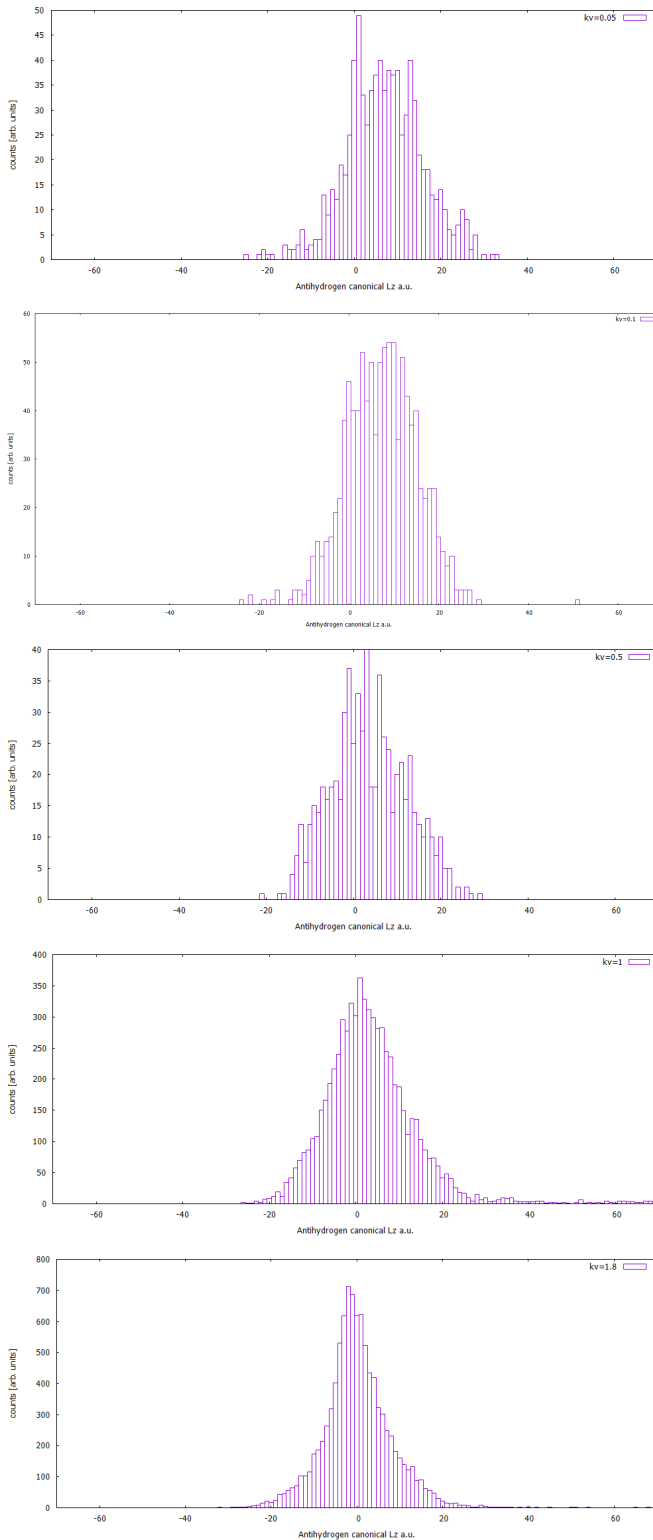 50
kv=0.05
45
40
35
30
25
20
15
10
5
0
counts [arb. units]
-60 -40 -20 0 20 40 60
Antihydrogen canonical Lz a.u.
60
kv=0.1
50
40
30
20
10
0
counts [arb. units]
-60 -40 -20 0 20 40 60
Antihydrogen canonical Lz a.u.
40
kv=0.5
35
30
25
20
15
10
5
0
counts [arb. units]
-60 -40 -20 0 20 40 60
Antihydrogen canonical Lz a.u.
400
kv=1
350
300
250
200
150
100
50
0
counts [arb. units]
-60 -40 -20 0 20 40 60
Antihydrogen canonical Lz a.u.
800
kv=1.8
700
600
500
400
300
200
100
0
counts [arb. units]
-60 -40 -20 0 20 40 60
Antihydrogen canonical Lz a.u.